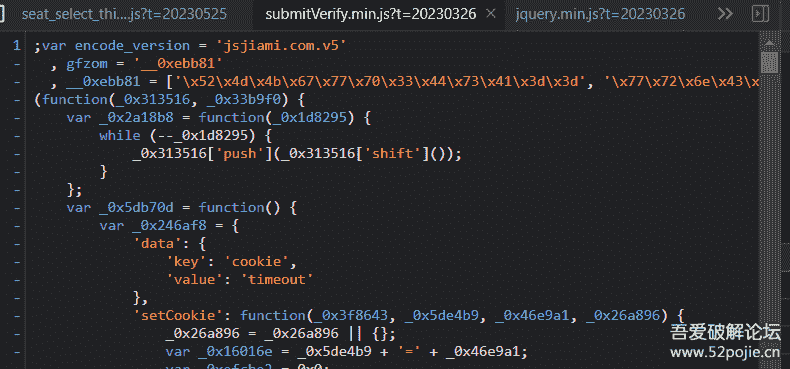 seat_select_thi....js?t=20230525 submitVerify.min.js?t=20230326 × jquery.min.js?t=20230326 >>
1 ;var encode_version = 'jsjiami.com.v5'
- , gfzom = '__0xebb81'
- , __0xebb81 = ['\x52\x4d\x4b\x67\x77\x70\x33\x44\x73\x41\x3d\x3d', '\x77\x72\x6e\x43\x
- (function(_0x313516, _0x33b9f0) {
- var _0x2a18b8 = function(_0x1d8295) {
- while (--_0x1d8295) {
- _0x313516['push'](_0x313516['shift']());
- }
- };
- var _0x5db70d = function() {
- var _0x246af8 = {
- 'data': {
- 'key': 'cookie',
- 'value': 'timeout'
- },
- 'setCookie': function(_0x3f8643, _0x5de4b9, _0x46e9a1, _0x26a896) {
- _0x26a896 = _0x26a896 || {};
- var _0x16016e = _0x5de4b9 + '=' + _0x46e9a1;
吾爱破解论坛
www.52pojie.cn